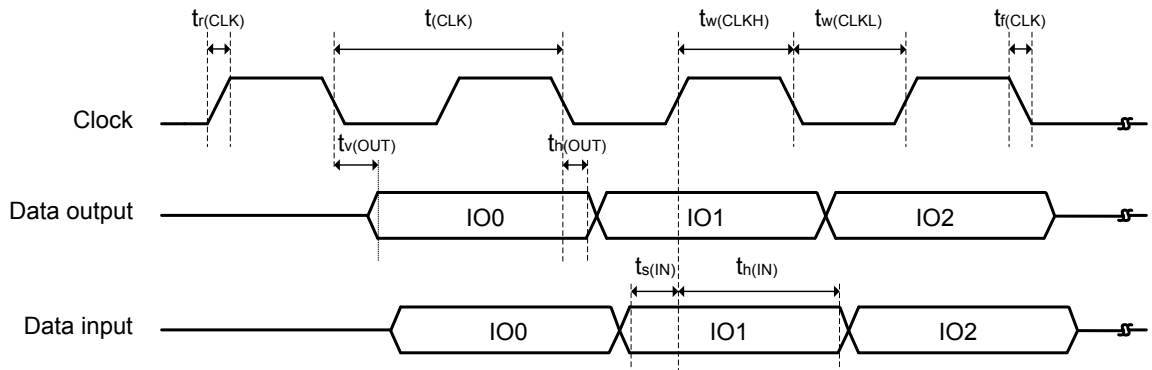 tr(CLK) t(CLK) tw(CLKH) tw(CLKL) tf(CLK)
Clock
tv(OUT) th(OUT)
Data output IO0 IO1 IO2
ts(IN) th(IN)
Data input IO0 IO1 IO2